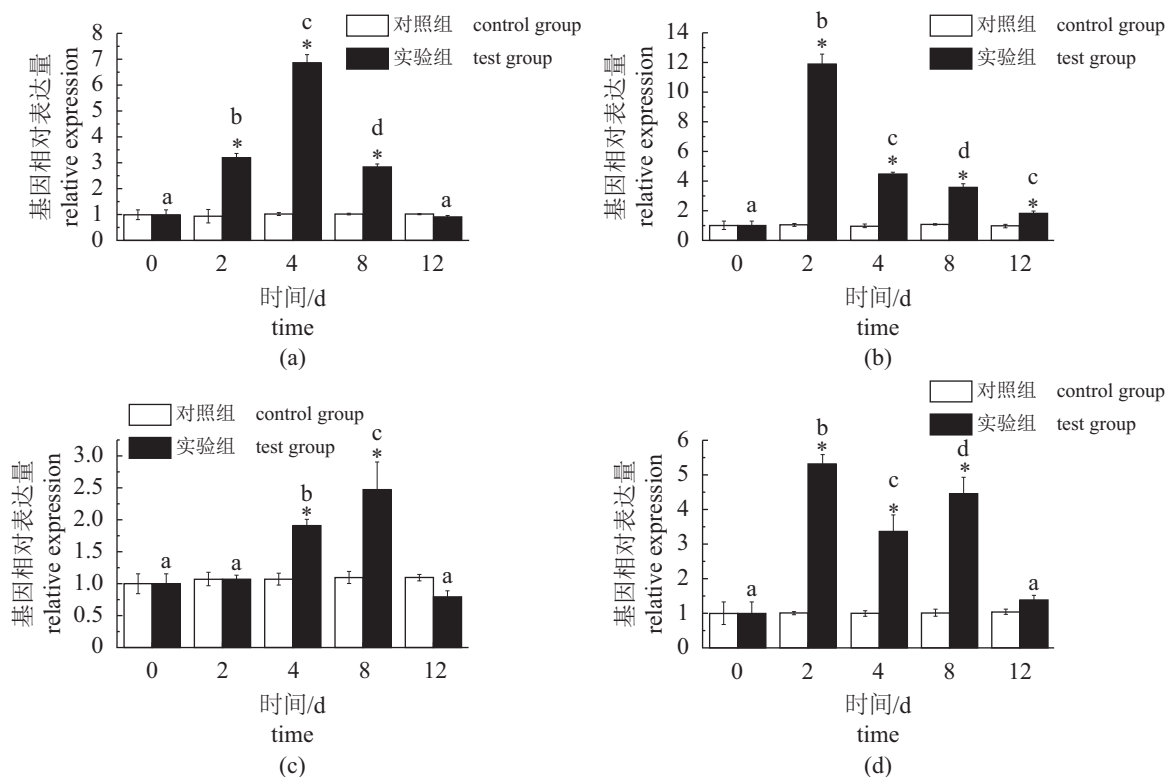 对照组 control group
实验组 test group
基因相对表达量
relative expression
8
7
6
5
4
3
2
1
0
a
b
*
c
*
d
*
a
0 2 4 8 12
时间/d
time
(a)
对照组 control group
实验组 test group
基因相对表达量
relative expression
14
12
10
8
6
4
2
0
a
b
*
c
*
d
*
c
*
0 2 4 8 12
时间/d
time
(b)
对照组 control group
实验组 test group
基因相对表达量
relative expression
3.0
2.5
2.0
1.5
1.0
0.5
0
a
a
b
*
c
*
a
0 2 4 8 12
时间/d
time
(c)
对照组 control group
实验组 test group
基因相对表达量
relative expression
6
5
4
3
2
1
0
a
b
*
c
*
d
*
a
0 2 4 8 12
时间/d
time
(d)